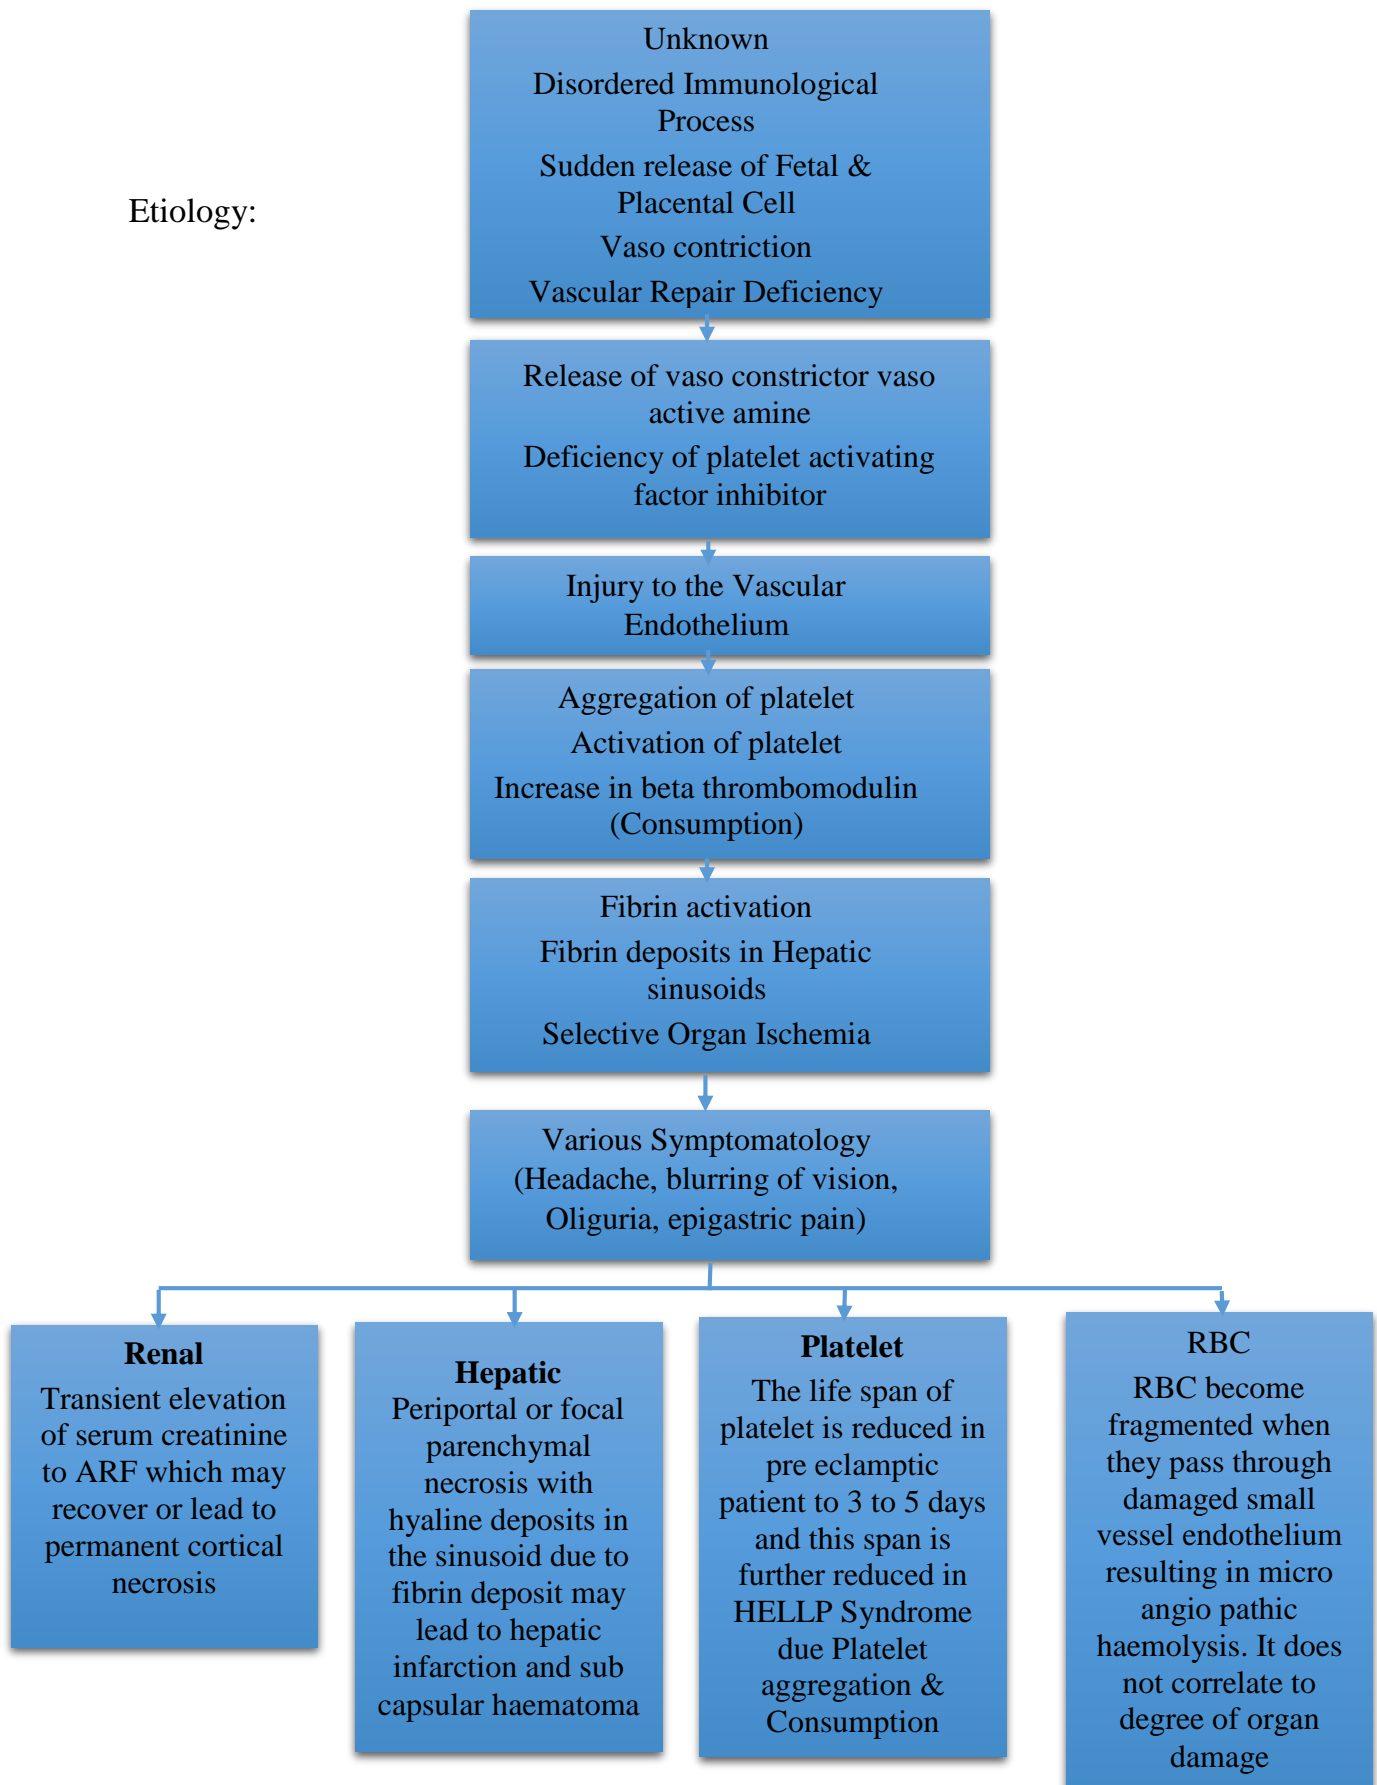 Unknown
Disordered Immunological
Process
Sudden release of Fetal &
Placental Cell
Vaso contriction
Vascular Repair Deficiency
Etiology:
Release of vaso constrictor vaso
active amine
Deficiency of platelet activating
factor inhibitor
Injury to the Vascular
Endothelium
Aggregation of platelet
Activation of platelet
Increase in beta thrombomodulin
(Consumption)
Fibrin activation
Fibrin deposits in Hepatic
sinusoids
Selective Organ Ischemia
Various Symptomatology
(Headache, blurring of vision,
Oliguria, epigastric pain)
Renal
Transient elevation
of serum creatinine
to ARF which may
recover or lead to
permanent cortical
necrosis
Hepatic
Periportal or focal
parenchymal
necrosis with
hyaline deposits in
the sinusoid due to
fibrin deposit may
lead to hepatic
infarction and sub
capsular haematoma
Platelet
The life span of
platelet is reduced in
pre eclamptic
patient to 3 to 5 days
and this span is
further reduced in
HELLP Syndrome
due Platelet
aggregation &
Consumption
RBC
RBC become
fragmented when
they pass through
damaged small
vessel endothelium
resulting in micro
angio pathic
haemolysis. It does
not correlate to
degree of organ
damage